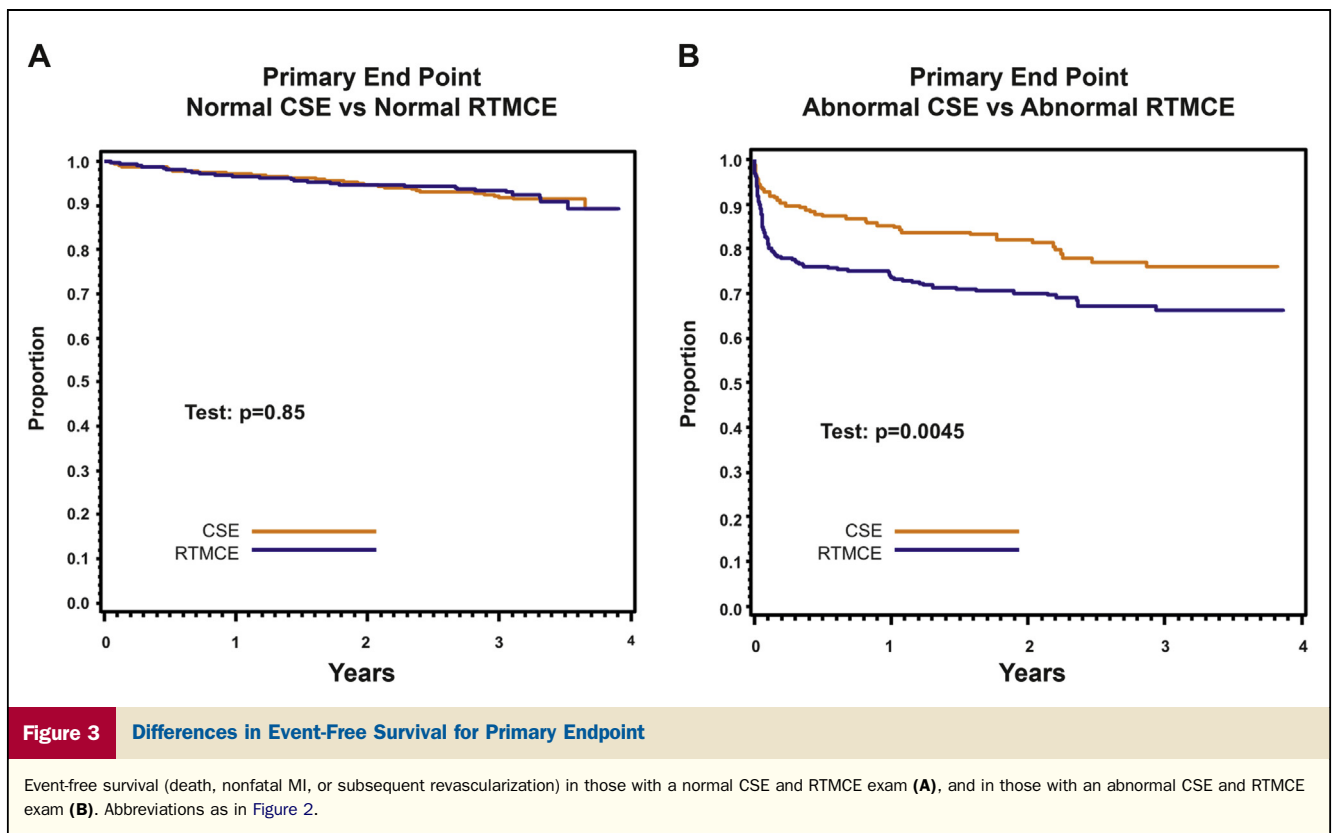 A
Primary End Point
Normal CSE vs Normal RTMCE
1.0
0.9
0.8
0.7
0.6
0.5
0.4
0.3
0.2
0.1
0.0
Proportion
Test: p=0.85
CSE
RTMCE
0 1 2 3 4
Years
B
Primary End Point
Abnormal CSE vs Abnormal RTMCE
1.0
0.9
0.8
0.7
0.6
0.5
0.4
0.3
0.2
0.1
0.0
Proportion
Test: p=0.0045
CSE
RTMCE
0 1 2 3 4
Years
Figure 3 Differences in Event-Free Survival for Primary Endpoint
Event-free survival (death, nonfatal MI, or subsequent revascularization) in those with a normal CSE and RTMCE exam (A), and in those with an abnormal CSE and RTMCE
exam (B). Abbreviations as in Figure 2.